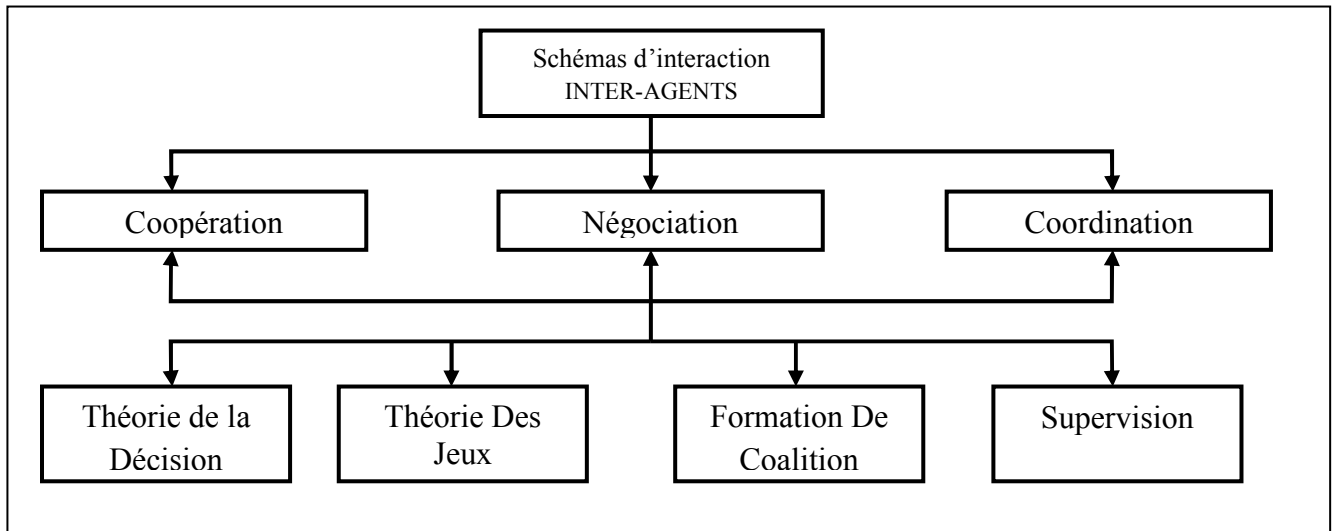 Schémas d’interaction
INTER-AGENTS
Coopération
Négociation
Coordination
Théorie de la
Décision
Théorie Des
Jeux
Formation De
Coalition
Supervision